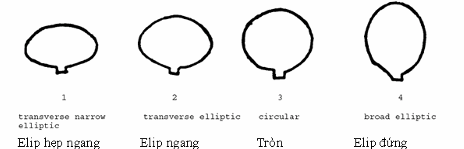 1 2 3 4
transverse narrow elliptic transverse elliptic circular broad elliptic
Elip hẹp ngang Elip ngang Tròn Elip đứng